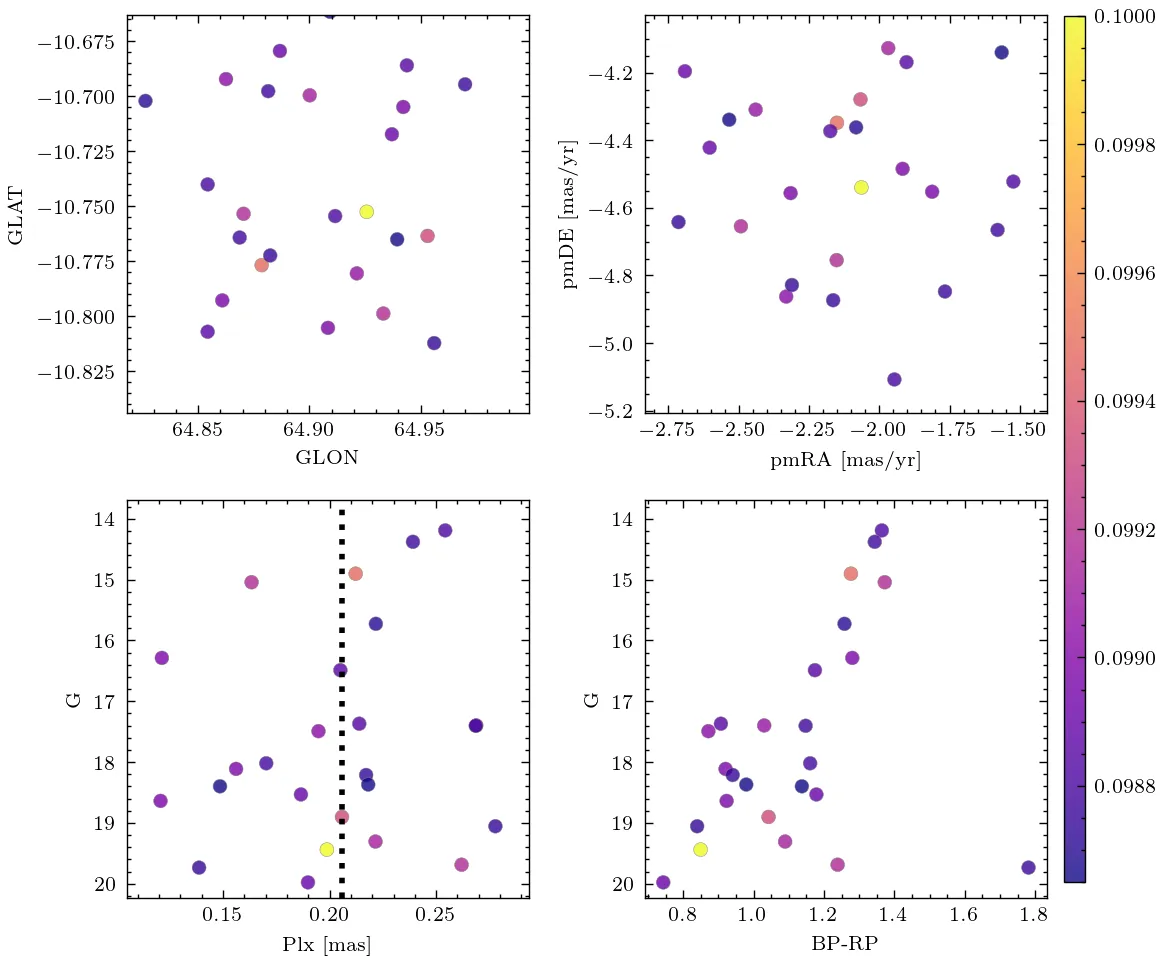 −10.675
−10.700
−10.725
−10.750
−10.775
−10.800
−10.825
GLAT
64.85 64.90 64.95
GLON
−4.2
−4.4
−4.6
−4.8
−5.0
−5.2
pmDE [mas/yr]
−2.75 −2.50 −2.25 −2.00 −1.75 −1.50
pmRA [mas/yr]
0.1000
0.0998
0.0996
0.0994
0.0992
0.0990
0.0988
14
15
16
17
18
19
20
G
0.15 0.20 0.25
Plx [mas]
14
15
16
17
18
19
20
G
0.8 1.0 1.2 1.4 1.6 1.8
BP-RP